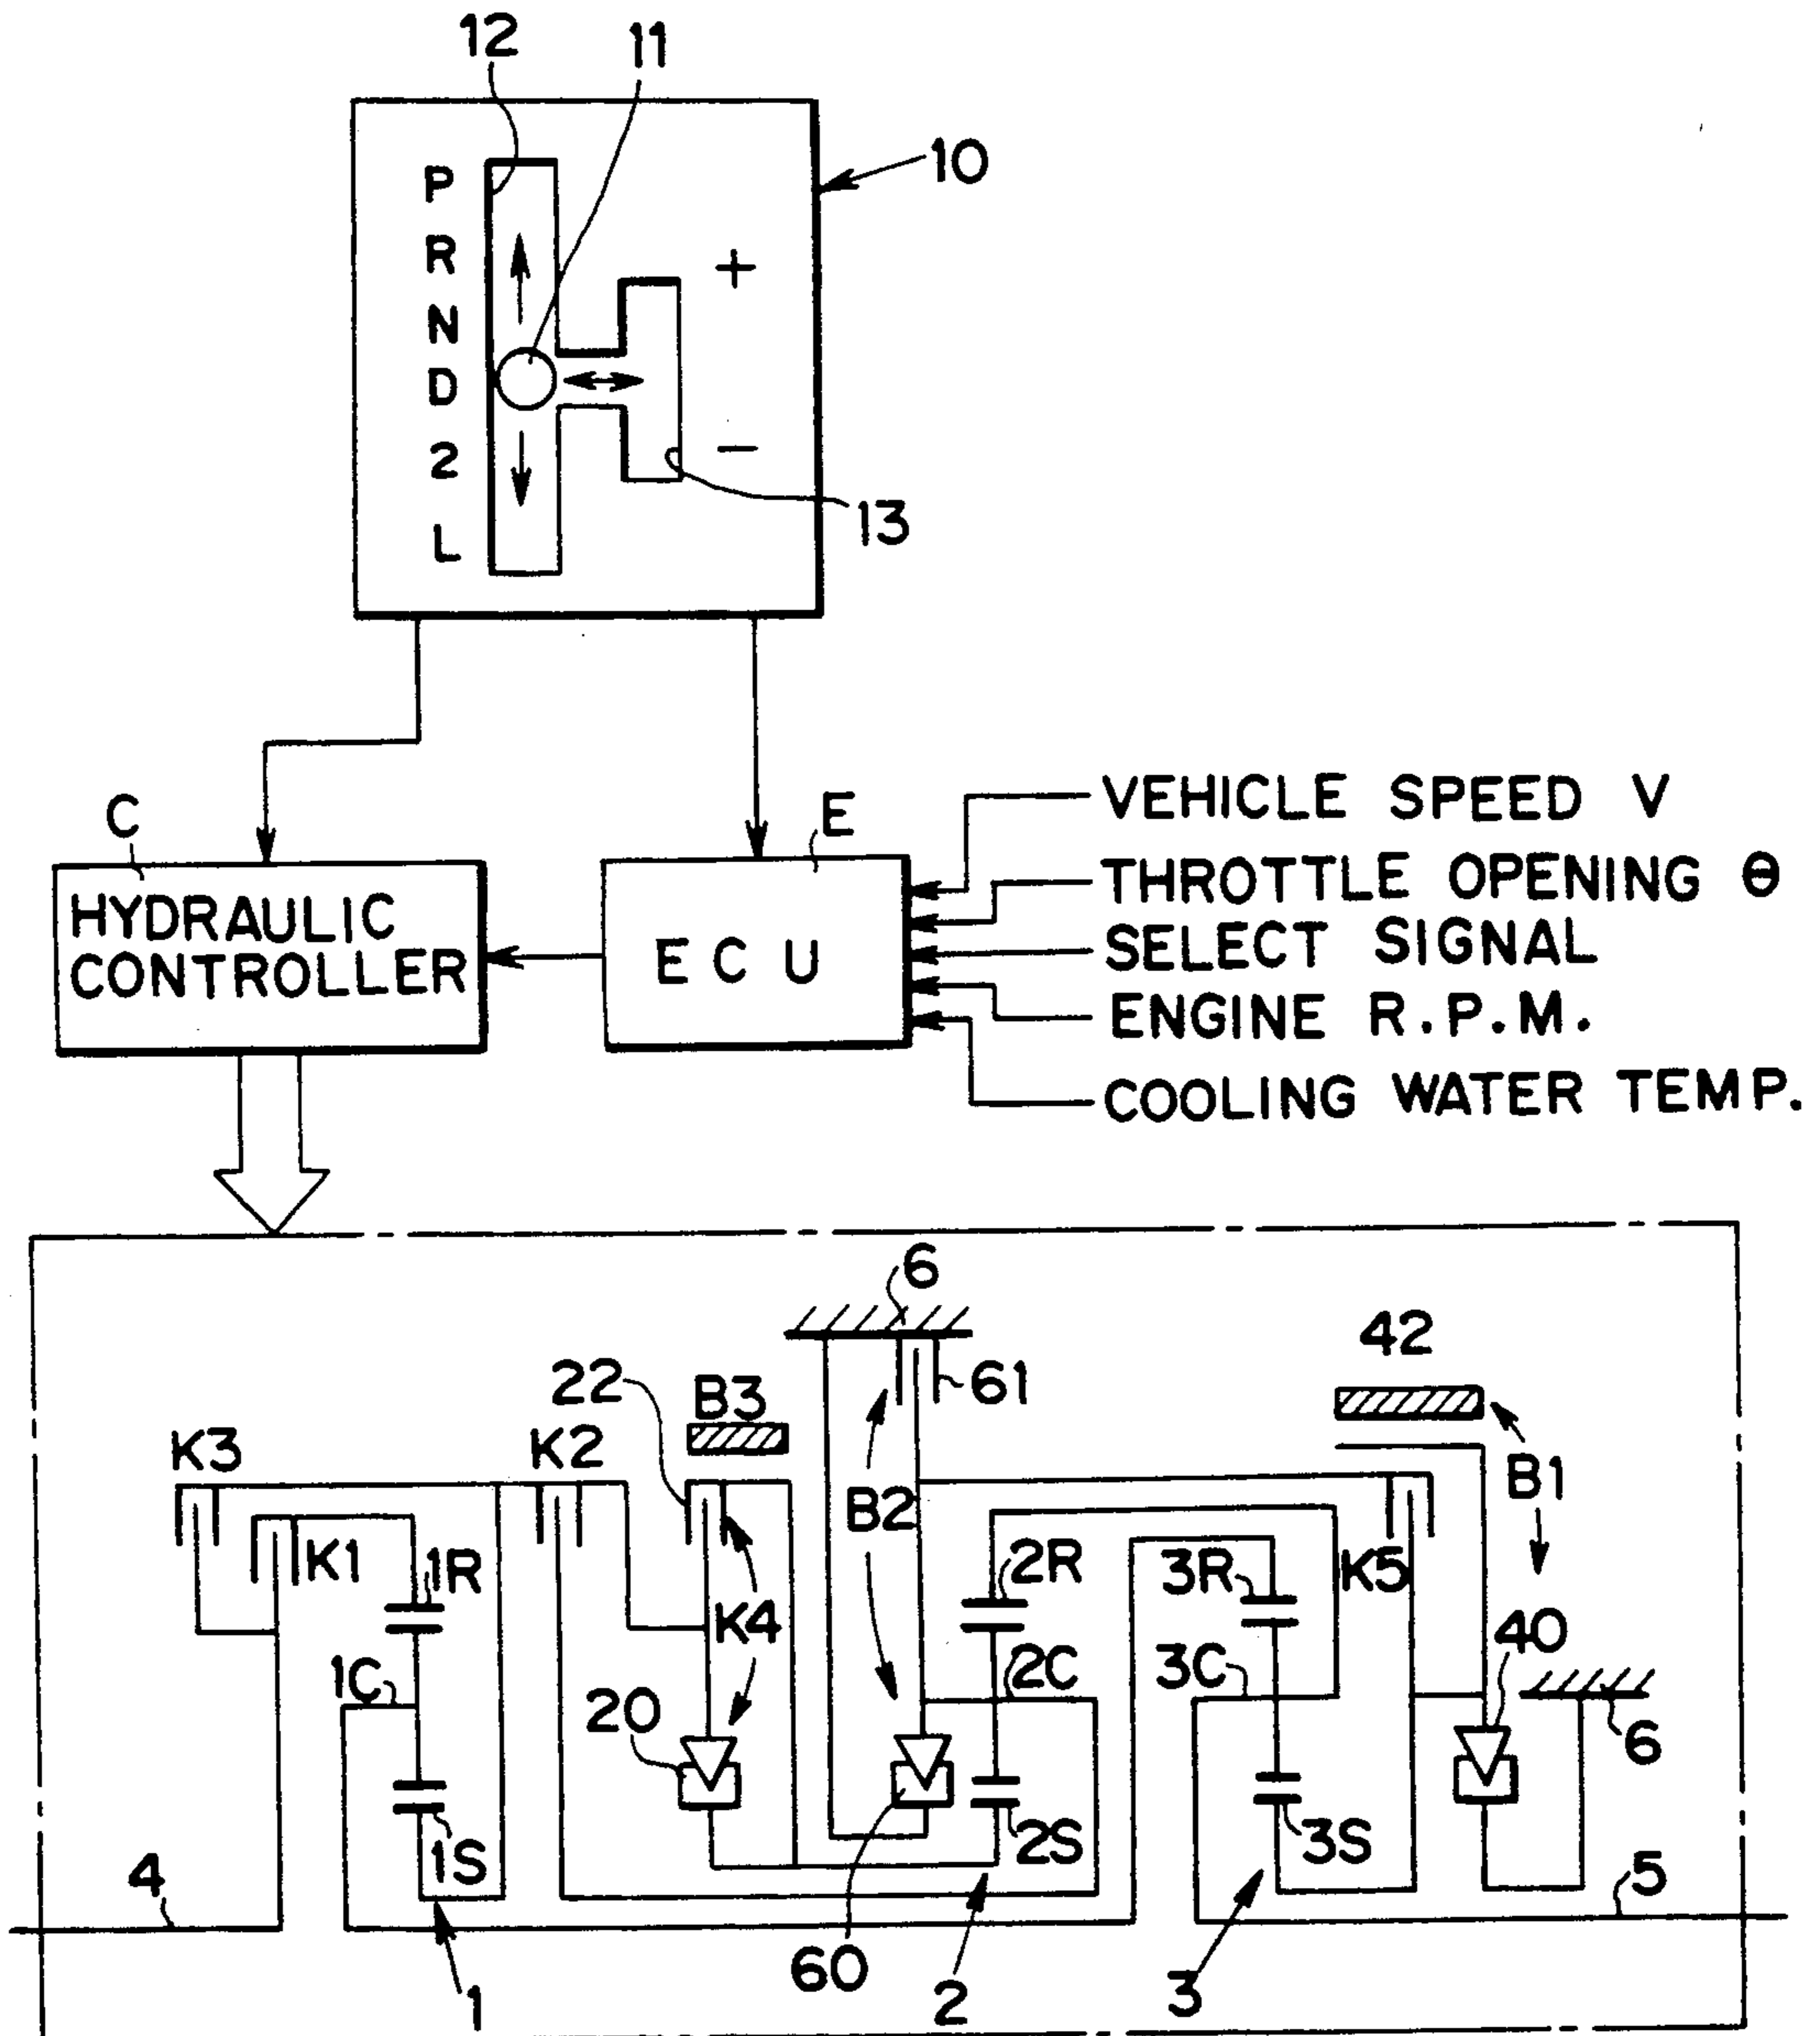 12
11
10
P
R
N
D
2
L
+
−
13
C
E
HYDRAULIC
CONTROLLER
ECU
VEHICLE SPEED V
THROTTLE OPENING θ
SELECT SIGNAL
ENGINE R.P.M.
COOLING WATER TEMP.
6
42
22
B3
61
K3
K2
B1
B2
K1
1R
2R
3R
K5
K4
40
1C
2C
3C
20
6
1S
2S
3S
4
5
60
1
2
3